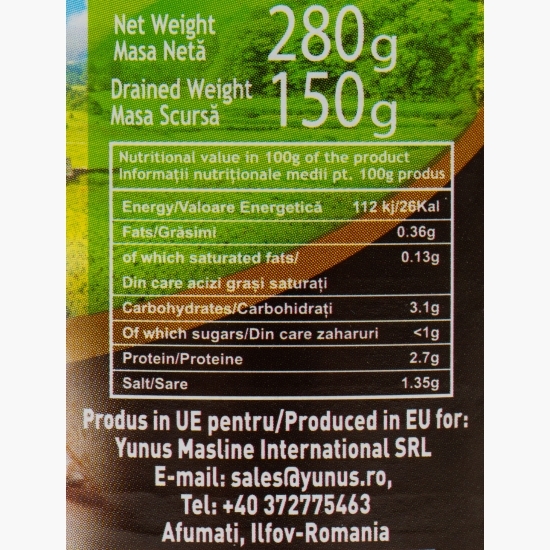 Net Weight 280g
Masa Netă
Drained Weight 150g
Masa Scursă
Nutritional value in 100g of the product
Informații nutriționale medii pt. 100g produs
Energy/Valoare Energetică 112 kj/26Kal
Fats/Grăsimi 0.36g
of which saturated fats/ 0.13g
Din care acizi grași saturați
Carbohydrates/Carbohidrați 3.1g
Of which sugars/Din care zaharuri <1g
Protein/Proteine 2.7g
Salt/Sare 1.35g
Produs in UE pentru/Produced in EU for:
Yunus Masline International SRL
E-mail: sales@yunus.ro,
Tel: +40 372775463
Afumați, Ilfov-Romania